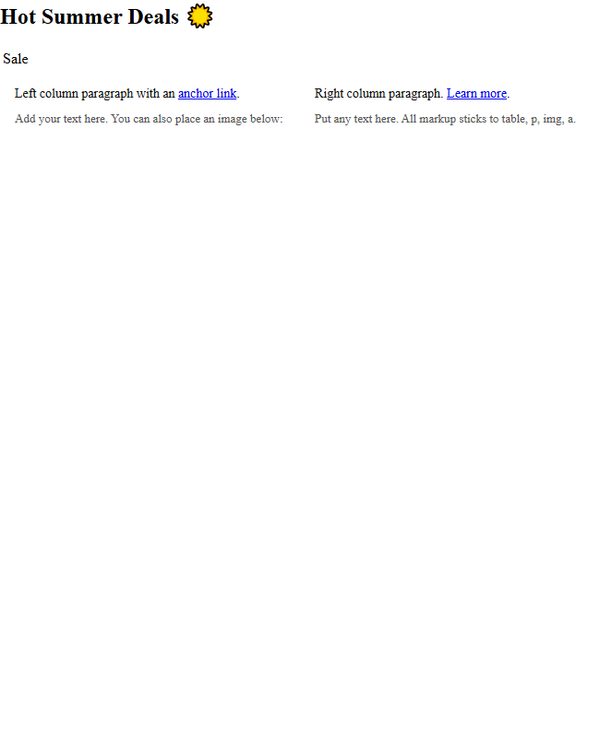 Hot Summer Deals ☀
Sale
Left column paragraph with an anchor link.
Add your text here. You can also place an image below:
Right column paragraph. Learn more.
Put any text here. All markup sticks to table, p, img, a.